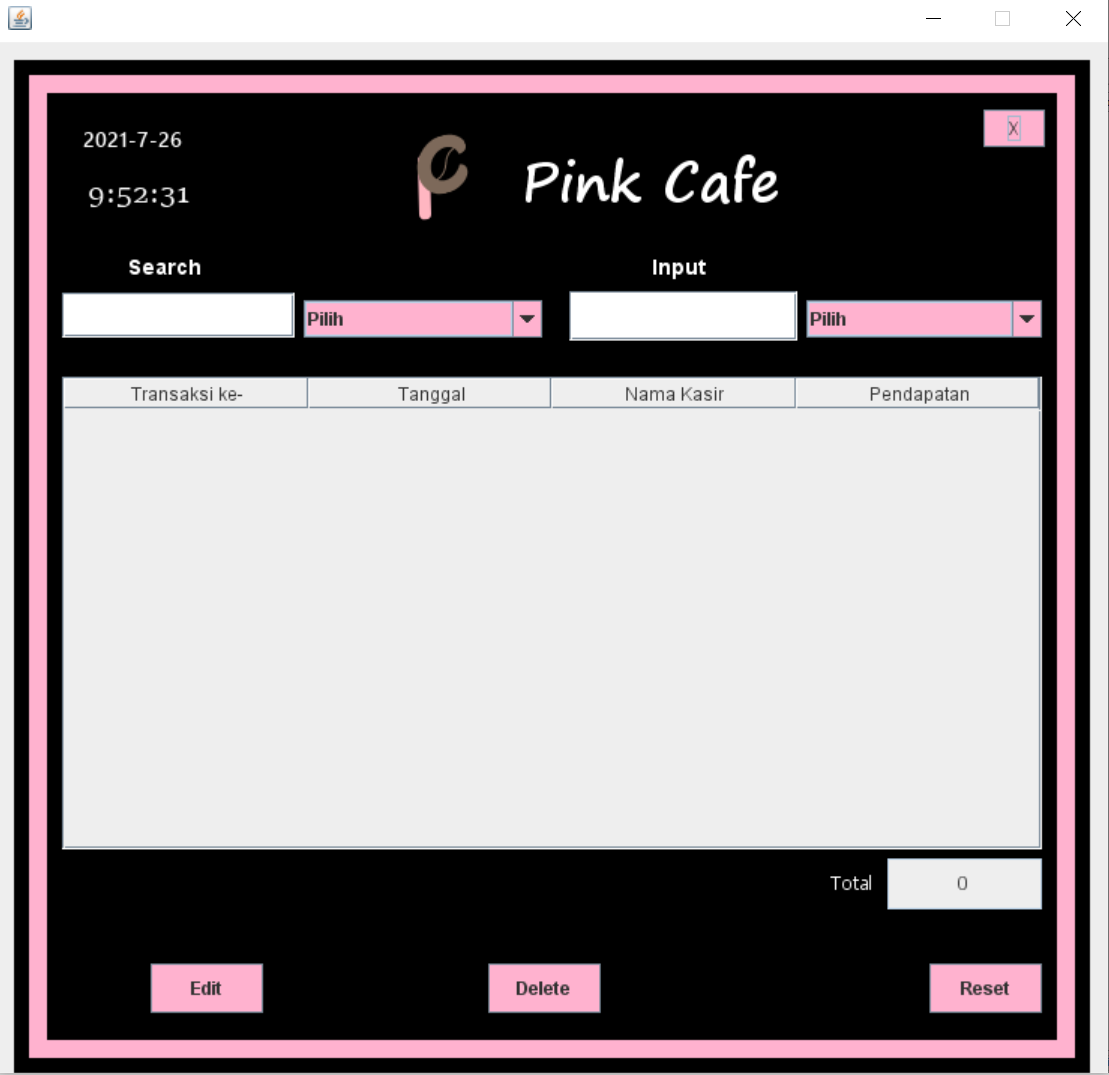 X
2021-7-26
Pink Cafe
9:52:31
Search
Input
Pilih
Pilih
Transaksi ke- Tanggal Nama Kasir Pendapatan
Total 0
Edit Delete Reset